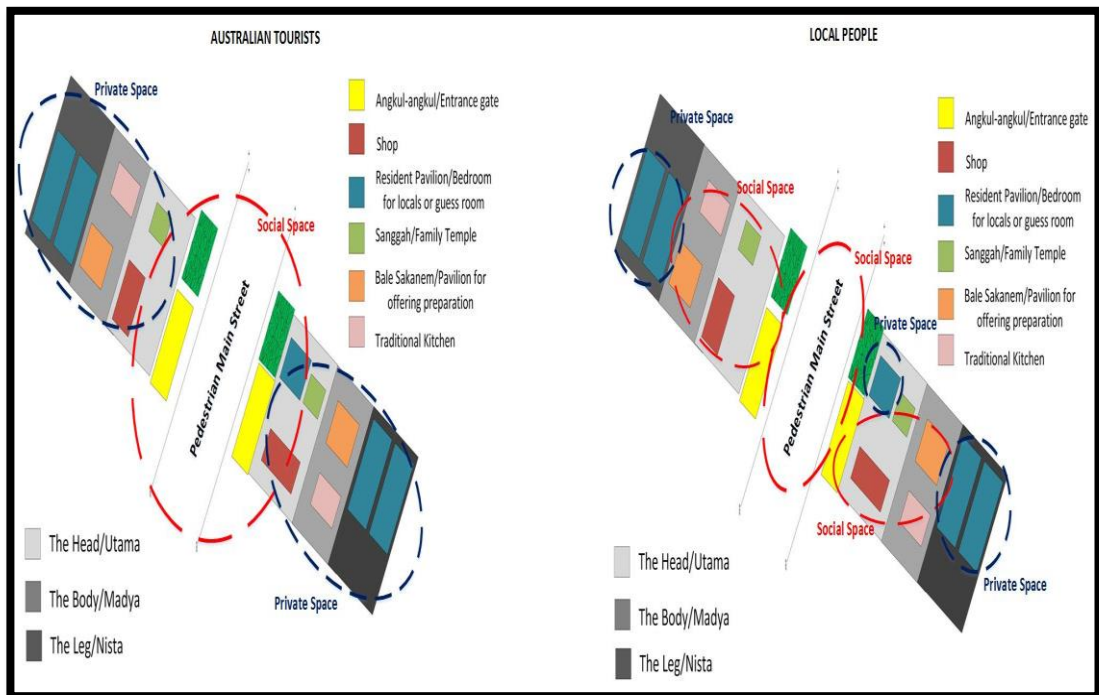 AUSTRALIAN TOURISTS
Private Space
Angkul-angkul/Entrance gate
Shop
Resident Pavilion/Bedroom
for locals or guess room
Social Space
Sanggah/Family Temple
Bale Sakanem/Pavilion for
offering preparation
Traditional Kitchen
Pedestrian Main Street
Private Space
The Head/Utama
The Body/Madya
The Leg/Nista
LOCAL PEOPLE
Private Space
Angkul-angkul/Entrance gate
Shop
Social Space
Resident Pavilion/Bedroom
for locals or guess room
Social Space
Sanggah/Family Temple
Bale Sakanem/Pavilion for
offering preparation
Private Space
Traditional Kitchen
Pedestrian Main Street
Social Space
Private Space
The Head/Utama
The Body/Madya
The Leg/Nista